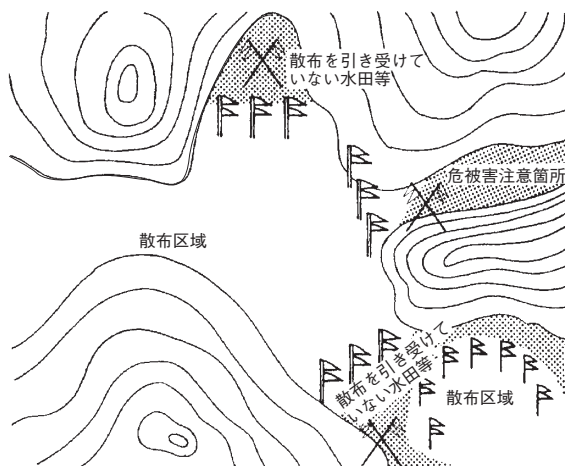 散布を引き受けて
いない水田等
危被害注意箇所
散布区域
散布を引き受けて
いない水田等
散布区域